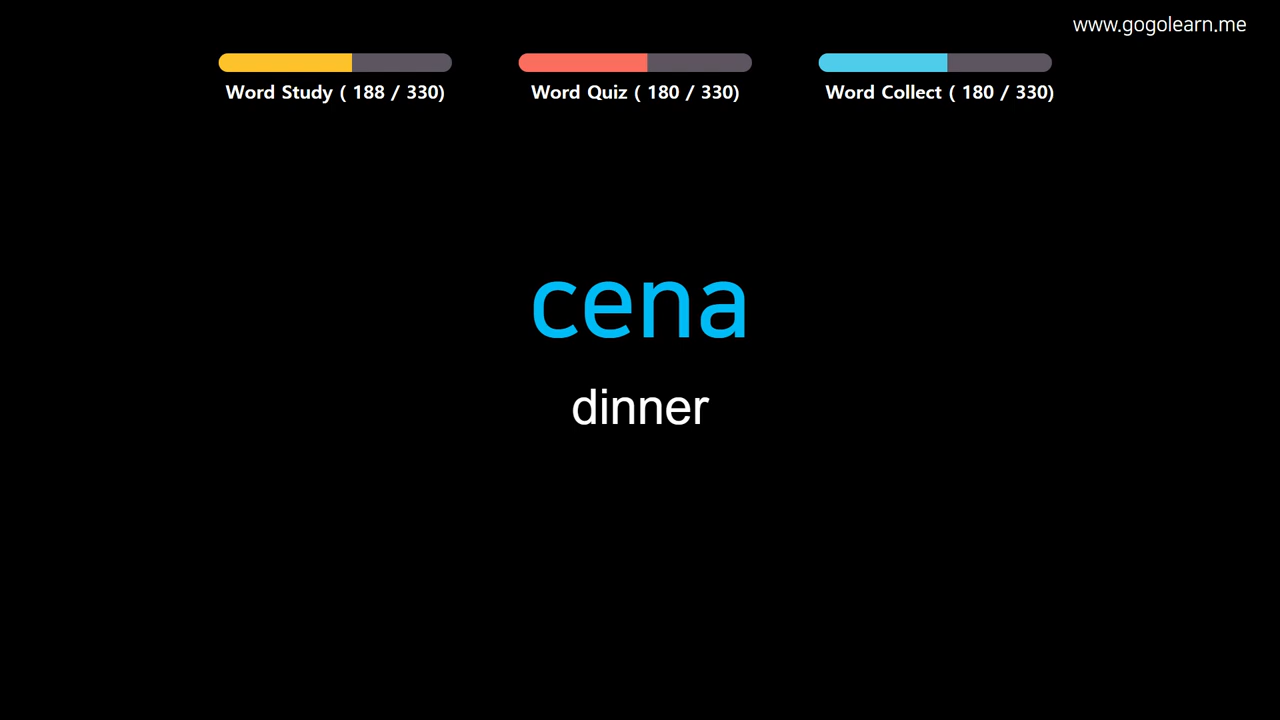 www.gogolearn.me
Word Study ( 188 / 330)
Word Quiz ( 180 / 330)
Word Collect ( 180 / 330)
cena
dinner